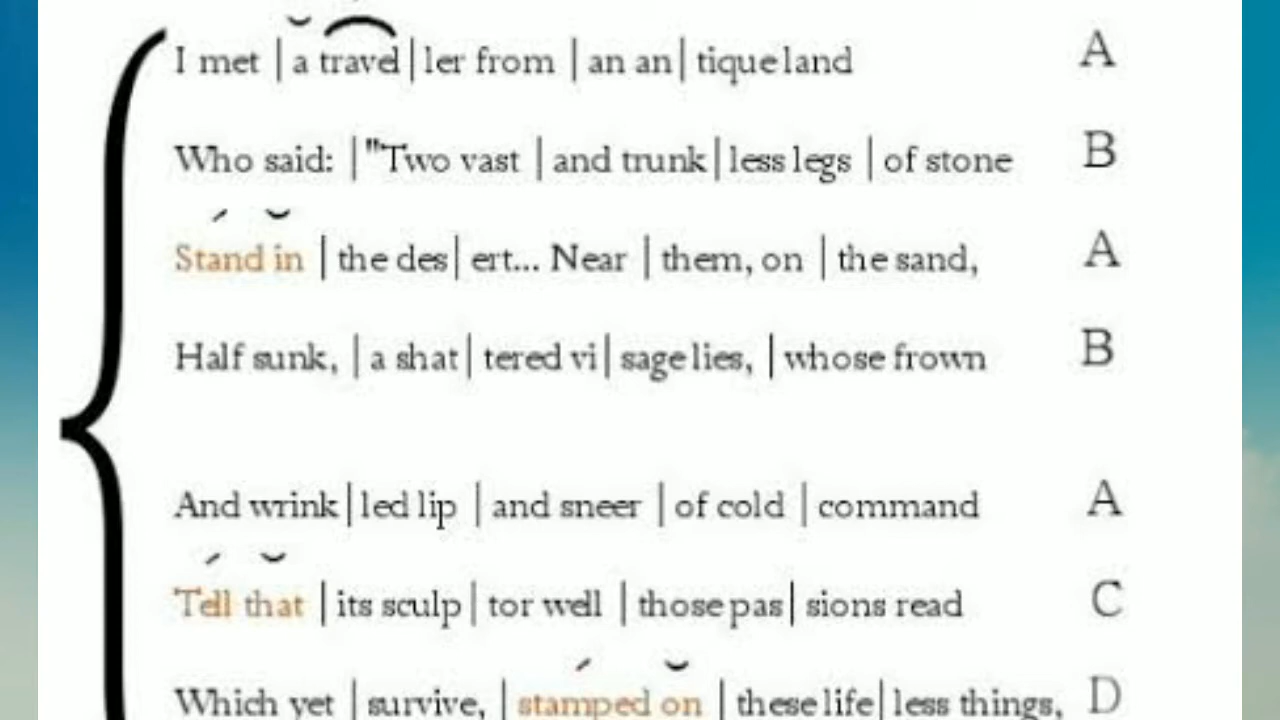 I met | a travel | ler from | an an | tique land A
Who said: | "Two vast | and trunk | less legs | of stone B
Stand in | the des | ert... Near | them, on | the sand, A
Half sunk, | a shat | tered vi | sage lies, | whose frown B
And wrink | led lip | and sneer | of cold | command A
Tell that | its sculp | tor well | those pas | sions read C
Which yet | survive, | stamped on | these life | less things, D